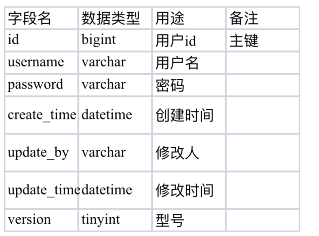 字段名 数据类型 用途 备注
id bigint 用户id 主键
username varchar 用户名
password varchar 密码
create_time datetime 创建时间
update_by varchar 修改人
update_time datetime 修改时间
version tinyint 型号